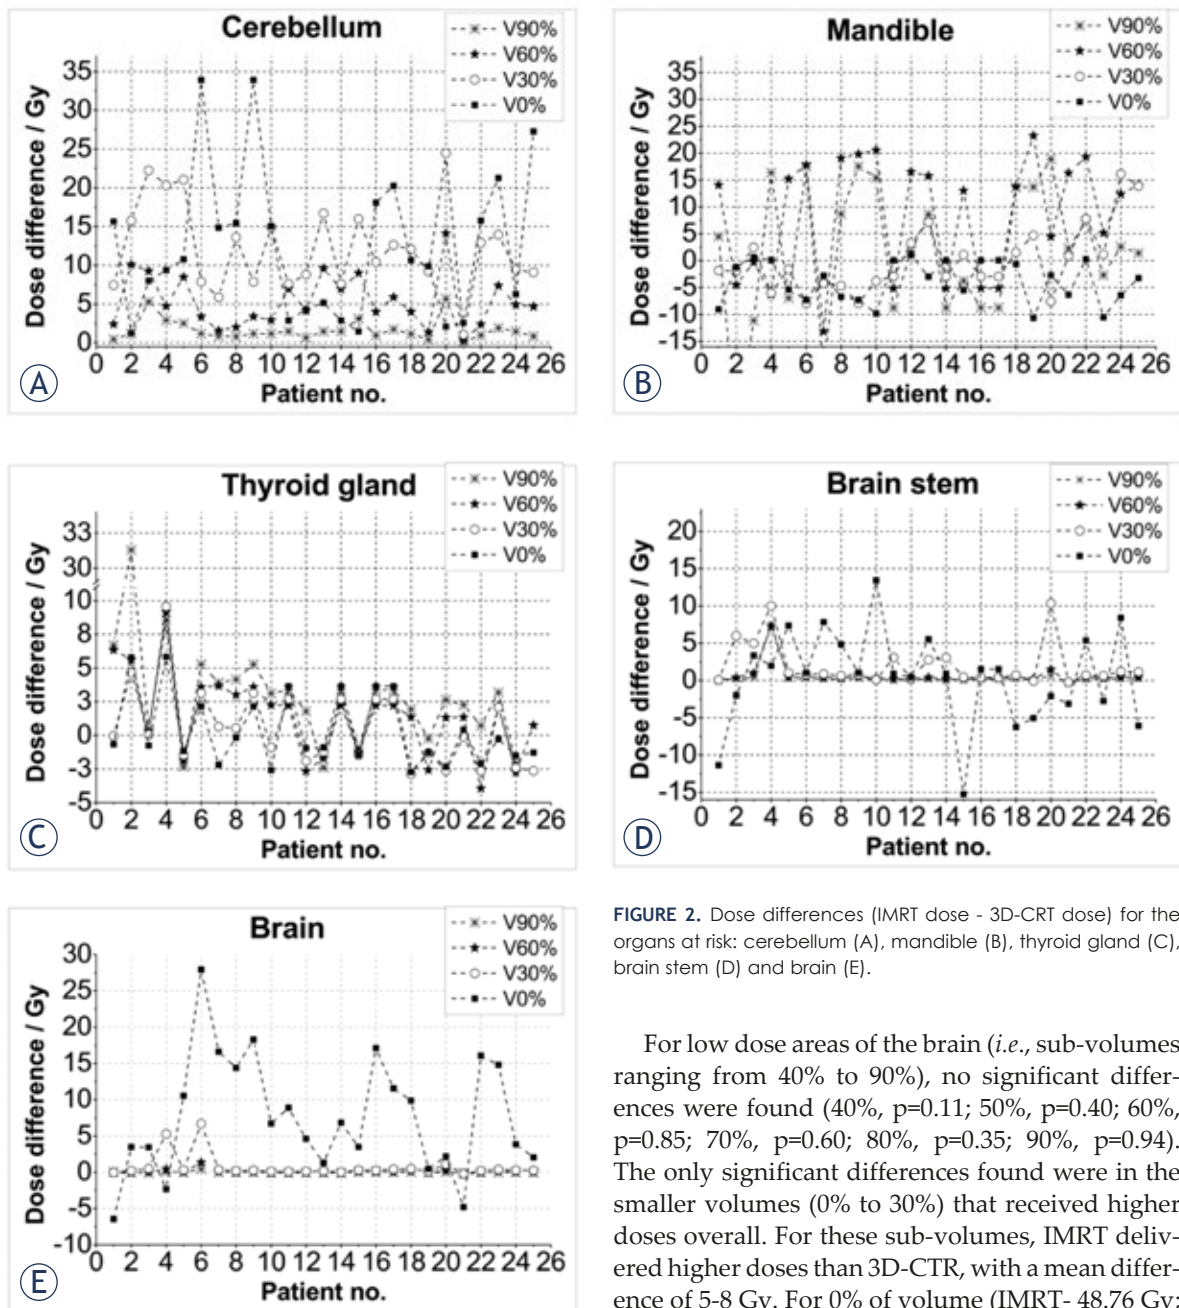 Cerebellum
V90%
V60%
V30%
V0%
Dose difference / Gy
35
30
25
20
15
10
5
0
0 2 4 6 8 10 12 14 16 18 20 22 24 26
Patient no.
A
Mandible
V90%
V60%
V30%
V0%
Dose difference / Gy
35
30
25
20
15
10
5
0
-5
-10
-15
0 2 4 6 8 10 12 14 16 18 20 22 24 26
Patient no.
B
Thyroid gland
V90%
V60%
V30%
V0%
Dose difference / Gy
33
30
10
8
5
3
0
-3
-5
0 2 4 6 8 10 12 14 16 18 20 22 24 26
Patient no.
C
Brain stem
V90%
V60%
V30%
V0%
Dose difference / Gy
20
15
10
5
0
-5
-10
-15
0 2 4 6 8 10 12 14 16 18 20 22 24 26
Patient no.
D
Brain
V90%
V60%
V30%
V0%
Dose difference / Gy
30
25
20
15
10
5
0
-5
-10
0 2 4 6 8 10 12 14 16 18 20 22 24 26
Patient no.
E
FIGURE 2. Dose differences (IMRT dose - 3D-CRT dose) for the
organs at risk: cerebellum (A), mandible (B), thyroid gland (C),
brain stem (D) and brain (E).
For low dose areas of the brain (i.e., sub-volumes
ranging from 40% to 90%), no significant differ-
ences were found (40%, p=0.11; 50%, p=0.40; 60%,
p=0.85; 70%, p=0.60; 80%, p=0.35; 90%, p=0.94).
The only significant differences found were in the
smaller volumes (0% to 30%) that received higher
doses overall. For these sub-volumes, IMRT deliv-
ered higher doses than 3D-CTR, with a mean differ-
ence of 5-8 Gy. For 0% of volume (IMRT- 48.76 Gy;